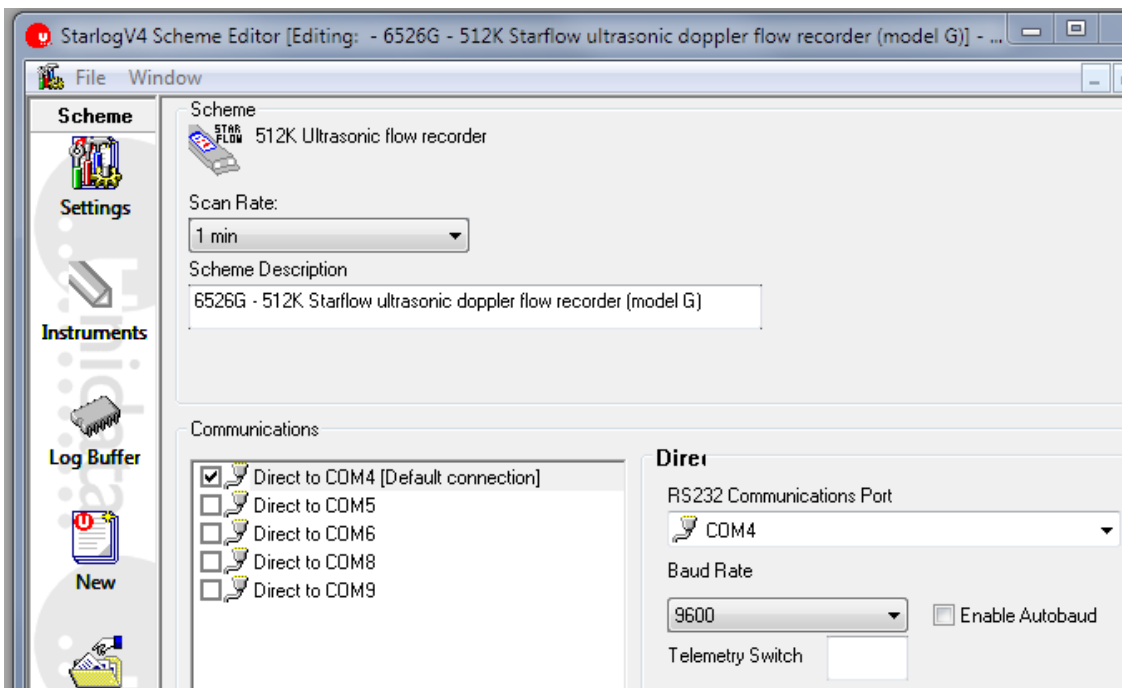 StarlogV4 Scheme Editor [Editing: - 6526G - 512K Starflow ultrasonic doppler flow recorder (model G)] - ...
File Window
Scheme
Settings
Instruments
Log Buffer
New
Scheme
STAR FLOW
512K Ultrasonic flow recorder
Scan Rate:
1 min
Scheme Description
6526G - 512K Starflow ultrasonic doppler flow recorder (model G)
Communications
Direct to COM4 [Default connection]
Direct to COM5
Direct to COM6
Direct to COM8
Direct to COM9
RS232 Communications Port
COM4
Baud Rate
9600
Enable Autobaud
Telemetry Switch